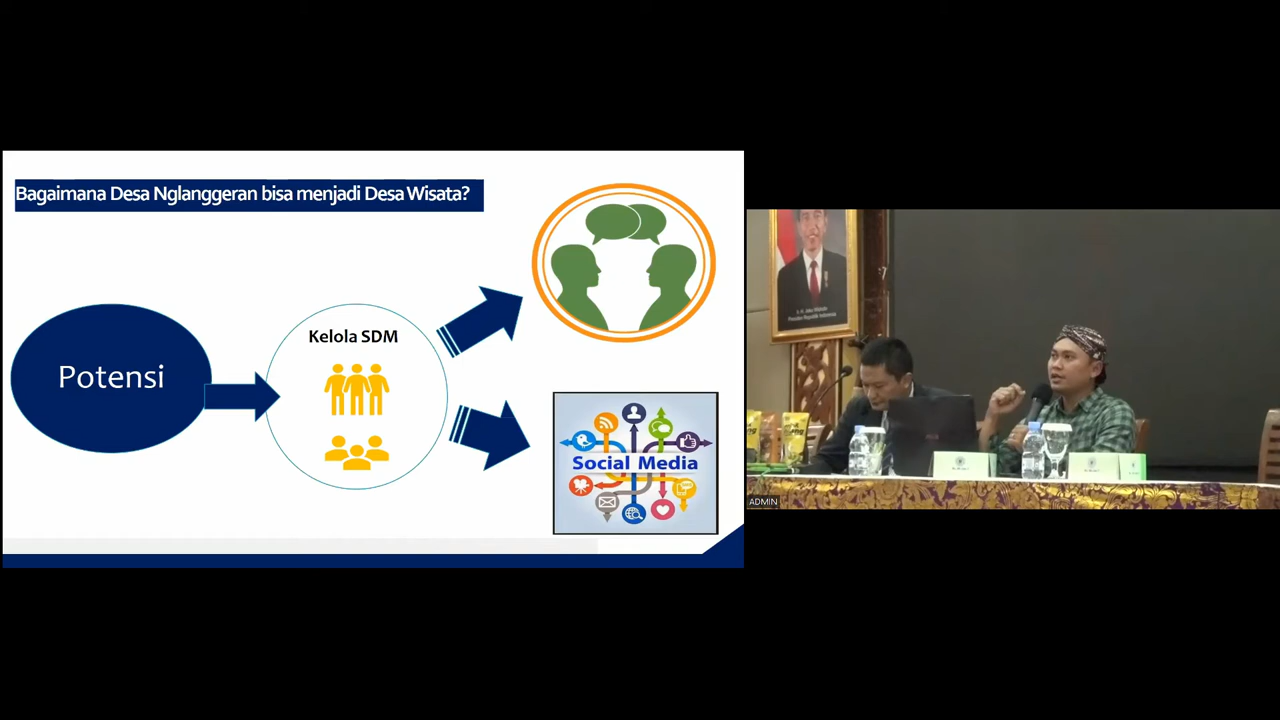 Bagaimana Desa Nglanggeran bisa menjadi Desa Wisata?
Potensi
Kelola SDM
Social Media
ADMIN